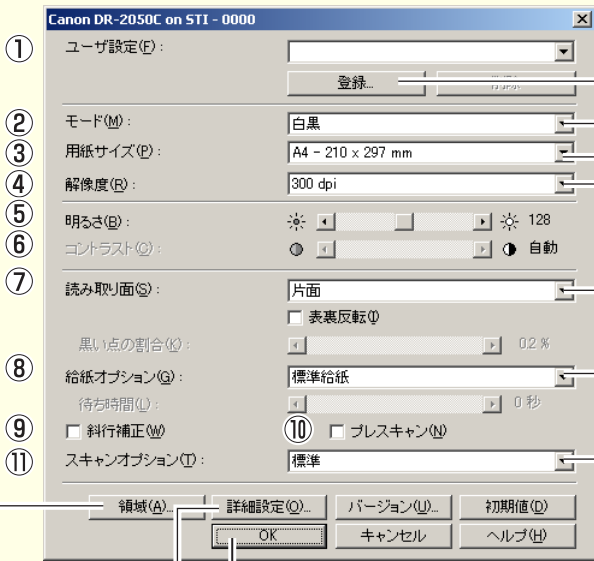 Canon DR-2050C on STI - 0000
① ユーザ設定(F) :
登録... 削除
② モード(M) : 白黒
③ 用紙サイズ(P) : A4 - 210 x 297 mm
④ 解像度(R) : 300 dpi
⑤ 明るさ(B) : 128
⑥ コントラスト(C) : 自動
⑦ 読み取り面(S) : 片面
表裏反転(I)
黒い点の割合(K) : 0.2 %
⑧ 給紙オプション(G) : 標準給紙
待ち時間(L) : 0 秒
⑨ 斜行補正(W) ⑩ プレスキャン(N)
⑪ スキャンオプション(T) : 標準
領域(A)... 詳細設定(O)... バージョン(U)... 初期値(D)
OK キャンセル ヘルプ(H)